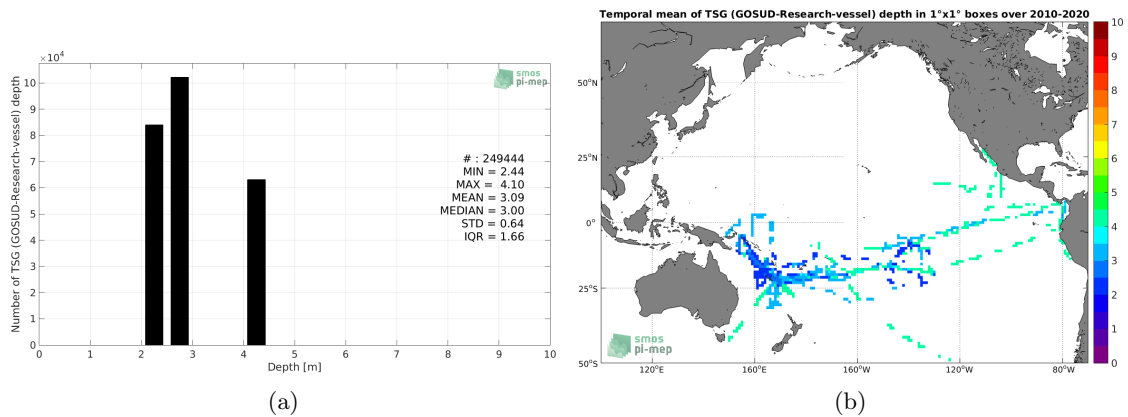 ×10⁴
10
9
8
7
6
5
4
3
2
1
0
Number of TSG (GOSUD-Research-vessel) depth
smos
pi-mep
# : 249444
MIN = 2.44
MAX = 4.10
MEAN = 3.09
MEDIAN = 3.00
STD = 0.64
IQR = 1.66
0 1 2 3 4 5 6 7 8 9 10
Depth [m]
(a)
Temporal mean of TSG (GOSUD-Research-vessel) depth in 1°x1° boxes over 2010-2020
50°N
25°N
0°
25°S
50°S
smos
pi-mep
120°E 160°E 160°W 120°W 80°W
10
9
8
7
6
5
4
3
2
1
0
(b)